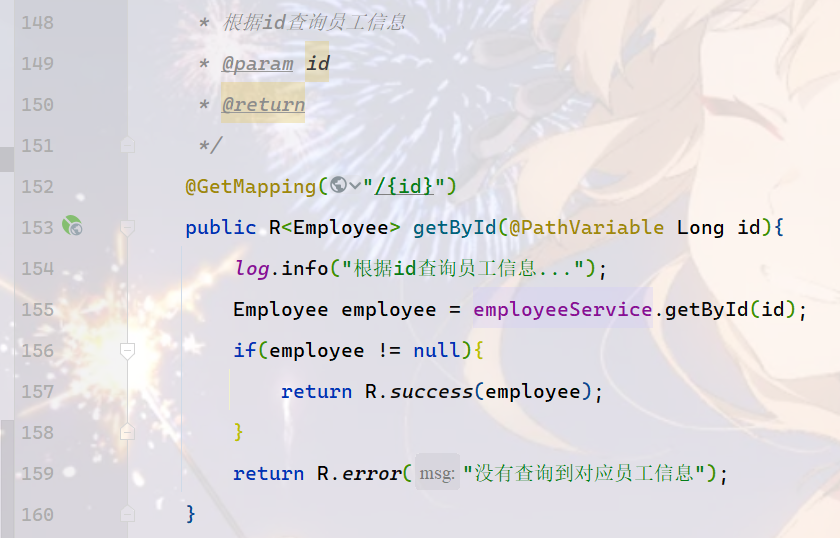 148 * 根据id查询员工信息
149 * @param id
150 * @return
151 */
152 @GetMapping("/{id}")
153 public R<Employee> getById(@PathVariable Long id){
154 log.info("根据id查询员工信息...");
155 Employee employee = employeeService.getById(id);
156 if(employee != null){
157 return R.success(employee);
158 }
159 return R.error( msg: "没有查询到对应员工信息");
160 }